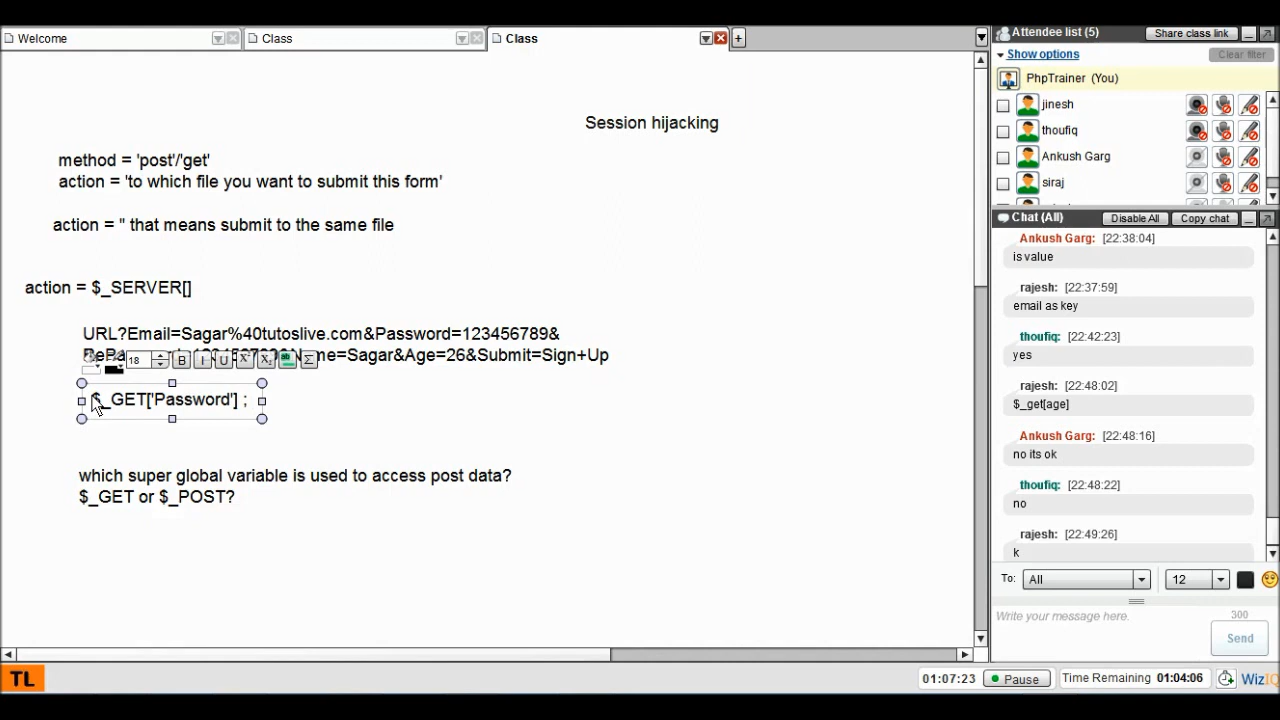 Welcome
Class
Class
Session hijacking
method = 'post'/'get'
action = 'to which file you want to submit this form'
action = '' that means submit to the same file
action = $_SERVER[]
URL?Email=Sagar%40tutoslive.com&Password=123456789&
me=Sagar&Age=26&Submit=Sign+Up
18 B I U X² X₂ ab Σ
$_GET['Password'] ;
which super global variable is used to access post data?
$_GET or $_POST?
Attendee list (5) Share class link
Show options Clear filter
PhpTrainer (You)
jinesh
thoufiq
Ankush Garg
siraj
Chat (All) Disable All Copy chat
Ankush Garg: [22:38:04]
is value
rajesh: [22:37:59]
email as key
thoufiq: [22:42:23]
yes
rajesh: [22:48:02]
$_get[age]
Ankush Garg: [22:48:16]
no its ok
thoufiq: [22:48:22]
no
rajesh: [22:49:26]
k
To: All 12
Write your message here. 300
Send
TL
01:07:23 Pause Time Remaining 01:04:06 WizIQ